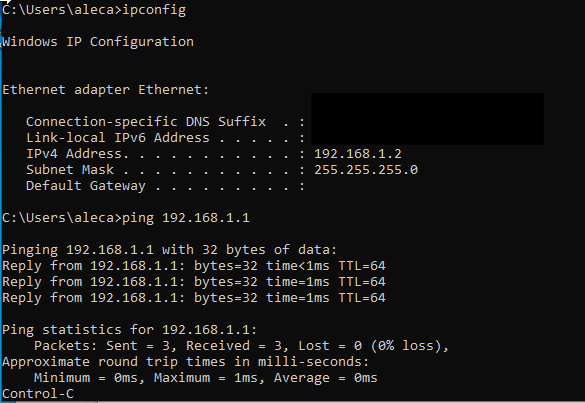 C:\Users\aleca>ipconfig
Windows IP Configuration
Ethernet adapter Ethernet:
Connection-specific DNS Suffix  . :
Link-local IPv6 Address . . . . . :
IPv4 Address. . . . . . . . . . . : 192.168.1.2
Subnet Mask . . . . . . . . . . . : 255.255.255.0
Default Gateway . . . . . . . . . :
C:\Users\aleca>ping 192.168.1.1
Pinging 192.168.1.1 with 32 bytes of data:
Reply from 192.168.1.1: bytes=32 time<1ms TTL=64
Reply from 192.168.1.1: bytes=32 time=1ms TTL=64
Reply from 192.168.1.1: bytes=32 time=1ms TTL=64
Ping statistics for 192.168.1.1:
Packets: Sent = 3, Received = 3, Lost = 0 (0% loss),
Approximate round trip times in milli-seconds:
Minimum = 0ms, Maximum = 1ms, Average = 0ms
Control-C